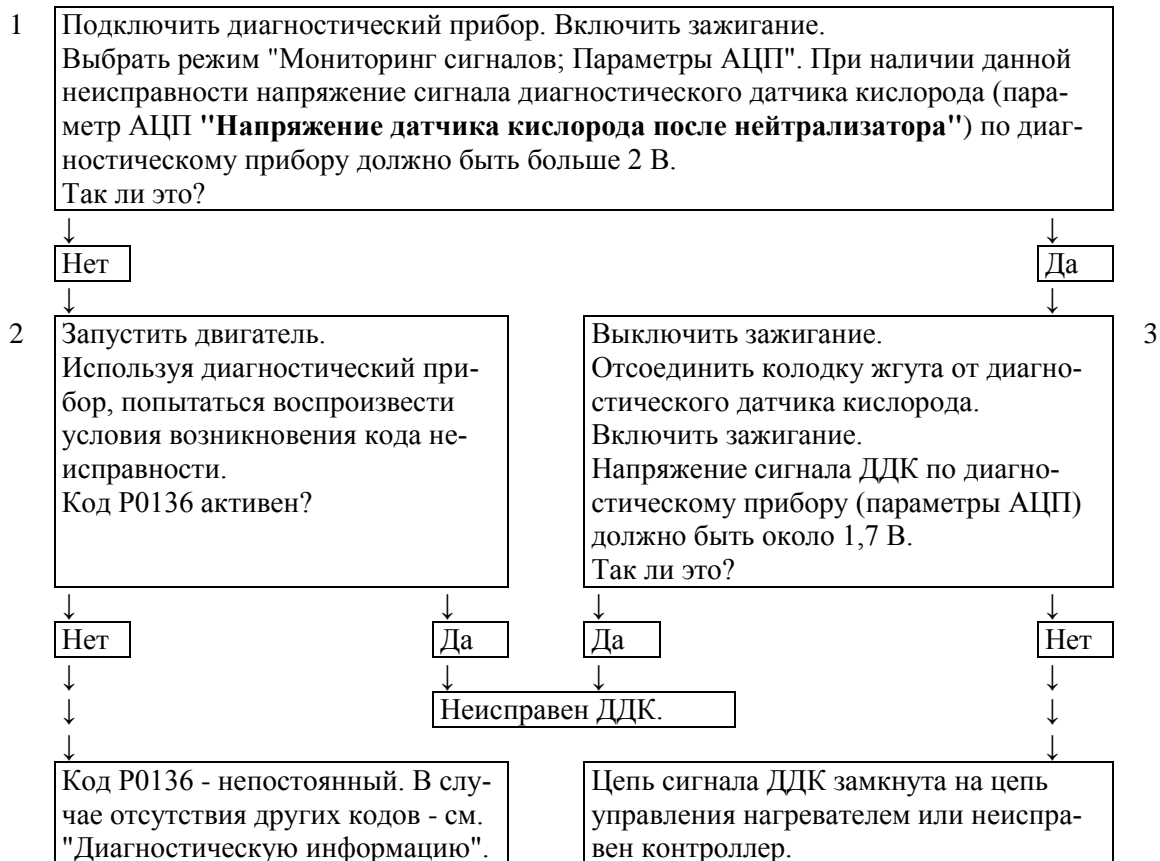 1
Подключить диагностический прибор. Включить зажигание.
Выбрать режим "Мониторинг сигналов; Параметры АЦП". При наличии данной
неисправности напряжение сигнала диагностического датчика кислорода (пара-
метр АЦП "Напряжение датчика кислорода после нейтрализатора") по диаг-
ностическому прибору должно быть больше 2 В.
Так ли это?
↓ ↓
Нет Да
↓ ↓
2
Запустить двигатель.
Используя диагностический при-
бор, попытаться воспроизвести
условия возникновения кода не-
исправности.
Код Р0136 активен?
3
Выключить зажигание.
Отсоединить колодку жгута от диагно-
стического датчика кислорода.
Включить зажигание.
Напряжение сигнала ДДК по диагно-
стическому прибору (параметры АЦП)
должно быть около 1,7 В.
Так ли это?
↓ ↓ ↓ ↓
Нет Да Да Нет
↓ ↓ ↓ ↓
↓ Неисправен ДДК. ↓
↓ ↓
Код Р0136 - непостоянный. В слу-
чае отсутствия других кодов - см.
"Диагностическую информацию".
Цепь сигнала ДДК замкнута на цепь
управления нагревателем или неиспра-
вен контроллер.